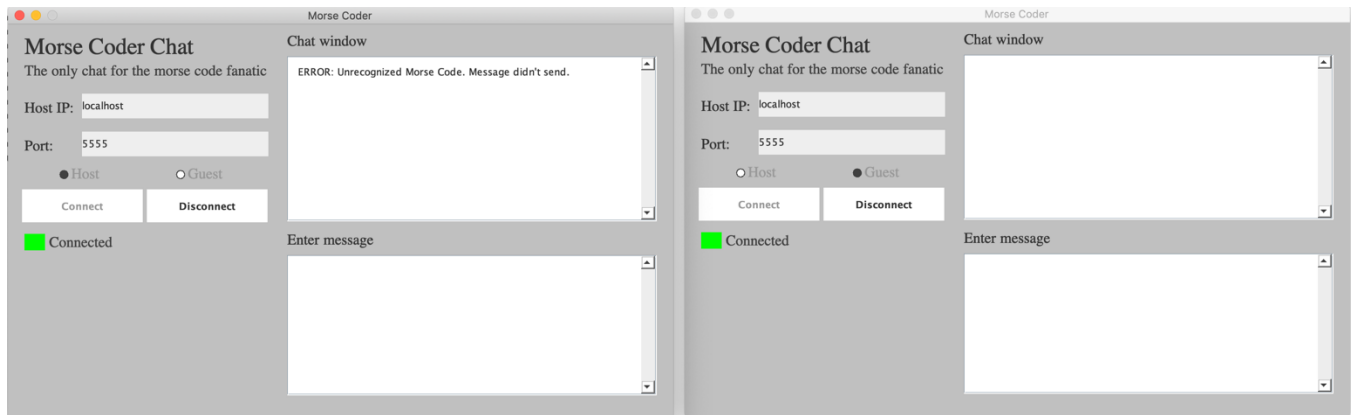 Morse Coder
Morse Coder Chat
The only chat for the morse code fanatic
Host IP: localhost
Port: 5555
Host Guest
Connect Disconnect
Connected
Chat window
ERROR: Unrecognized Morse Code. Message didn't send.
Enter message
Morse Coder
Morse Coder Chat
The only chat for the morse code fanatic
Host IP: localhost
Port: 5555
Host Guest
Connect Disconnect
Connected
Chat window
Enter message